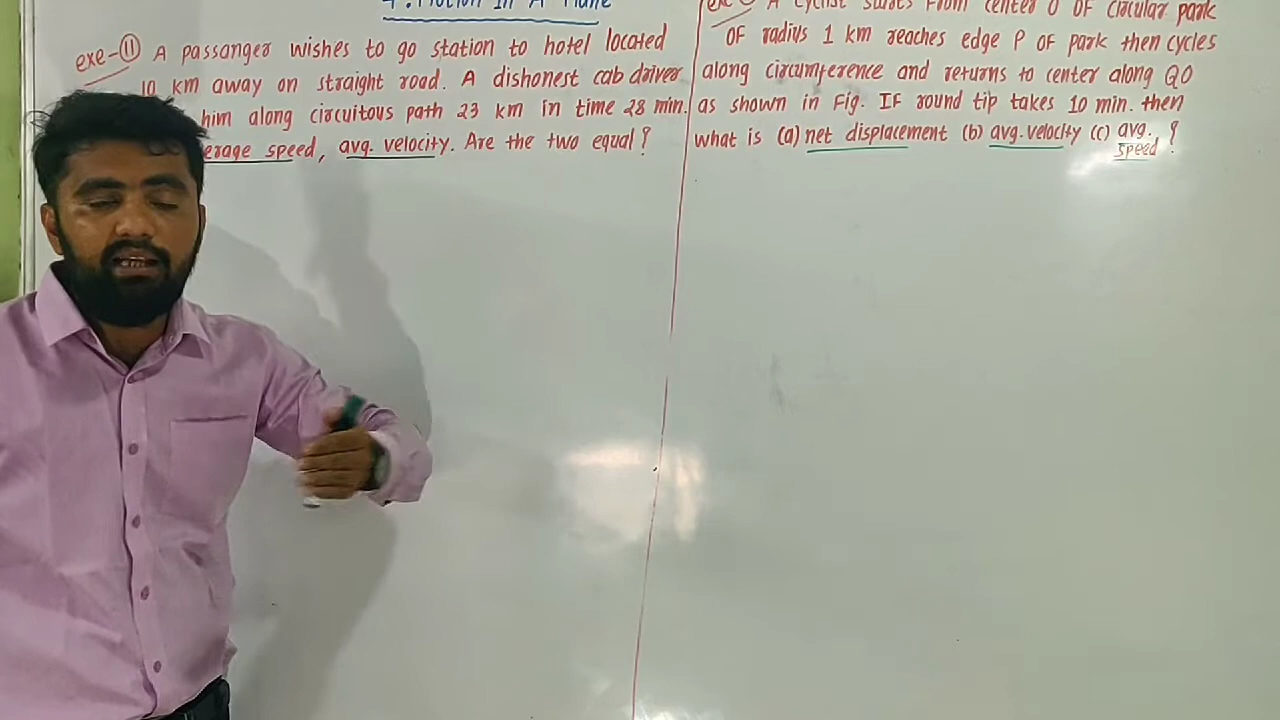 4. Motion In A Plane
exe-11 A passanger wishes to go station to hotel located
10 km away on straight road. A dishonest cab driver
him along circuitous path 23 km in time 28 min.
erage speed, avg. velocity. Are the two equal?
A cyclist starts from center O OF circular park
OF radius 1 km reaches edge P OF park then cycles
along circumference and returns to center along QO
as shown in Fig. IF round tip takes 10 min. then
what is (a) net displacement (b) avg. velocity (c) avg. speed ?